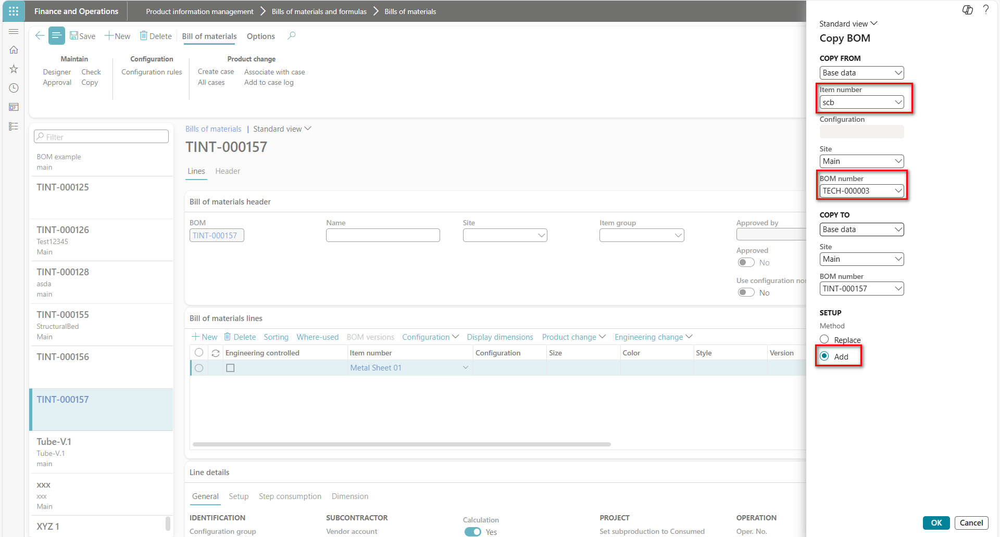 Finance and Operations
Product information management
Bills of materials and formulas
Bills of materials
Save
New
Delete
Bill of materials
Options
Maintain
Designer
Check
Approval
Copy
Configuration
Configuration rules
Product change
Create case
Associate with case
All cases
Add to case log
Filter
BOM example
main
TINT-000125
TINT-000126
Test12345
Main
TINT-000128
asda
main
TINT-000155
StructuralBed
Main
TINT-000156
TINT-000157
Tube-V.1
Tube-V.1
main
xxx
xxx
Main
XYZ 1
Bills of materials | Standard view
TINT-000157
Lines
Header
Bill of materials header
BOM
TINT-000157
Name
Site
Item group
Approved by
Approved
No
Use configuration nor
No
Bill of materials lines
New
Delete
Sorting
Where-used
BOM versions
Configuration
Display dimensions
Product change
Engineering change
Engineering controlled
Item number
Configuration
Size
Color
Style
Version
Metal Sheet 01
Line details
General
Setup
Step consumption
Dimension
IDENTIFICATION
Configuration group
SUBCONTRACTOR
Vendor account
Calculation
Yes
PROJECT
Set subproduction to Consumed
OPERATION
Oper. No.
?
Standard view
Copy BOM
COPY FROM
Base data
Item number
scb
Configuration
Site
Main
BOM number
TECH-000003
COPY TO
Base data
Site
Main
BOM number
TINT-000157
SETUP
Method
Replace
Add
OK
Cancel